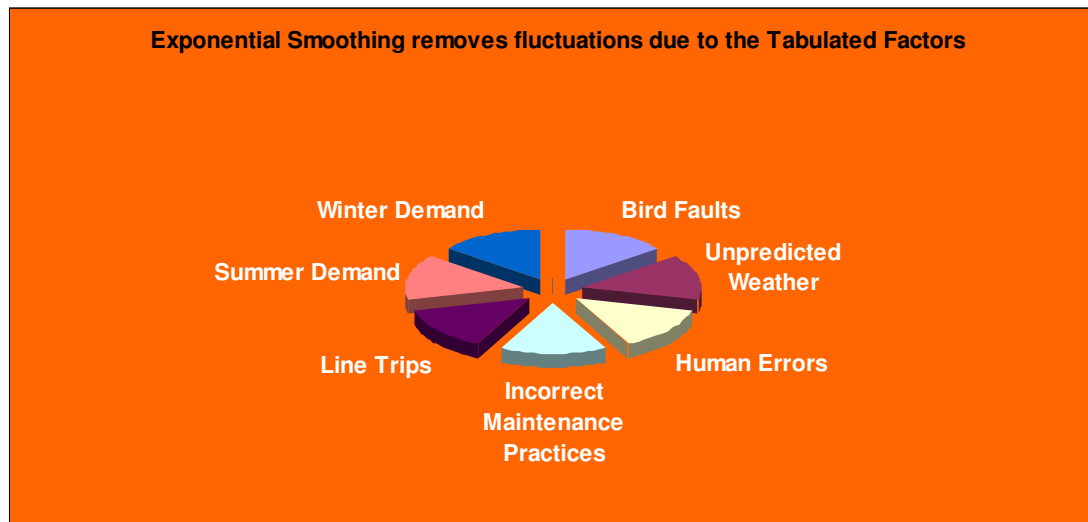 Exponential Smoothing removes fluctuations due to the Tabulated Factors
Winter Demand
Bird Faults
Summer Demand
Unpredicted
Weather
Line Trips
Human Errors
Incorrect
Maintenance
Practices